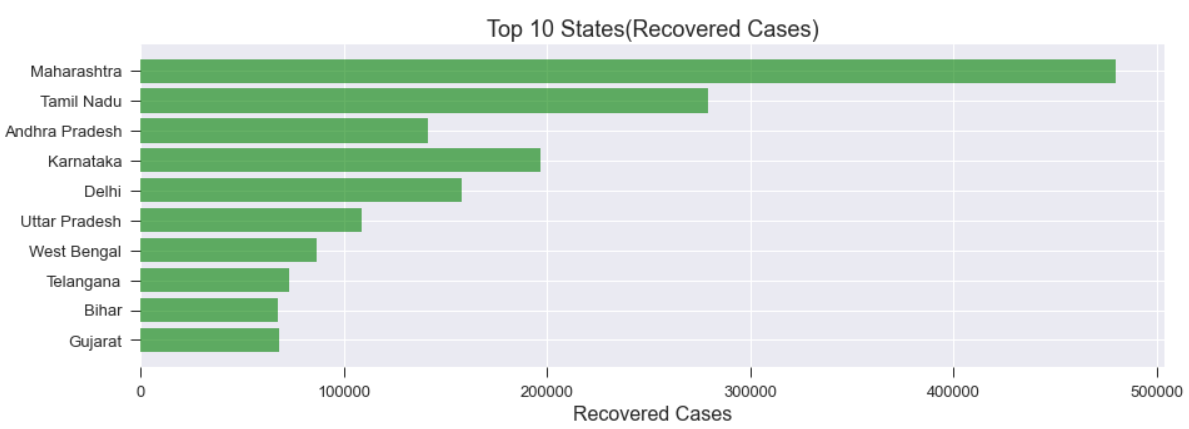 Top 10 States(Recovered Cases)
Maharashtra
Tamil Nadu
Andhra Pradesh
Karnataka
Delhi
Uttar Pradesh
West Bengal
Telangana
Bihar
Gujarat
0 100000 200000 300000 400000 500000
Recovered Cases